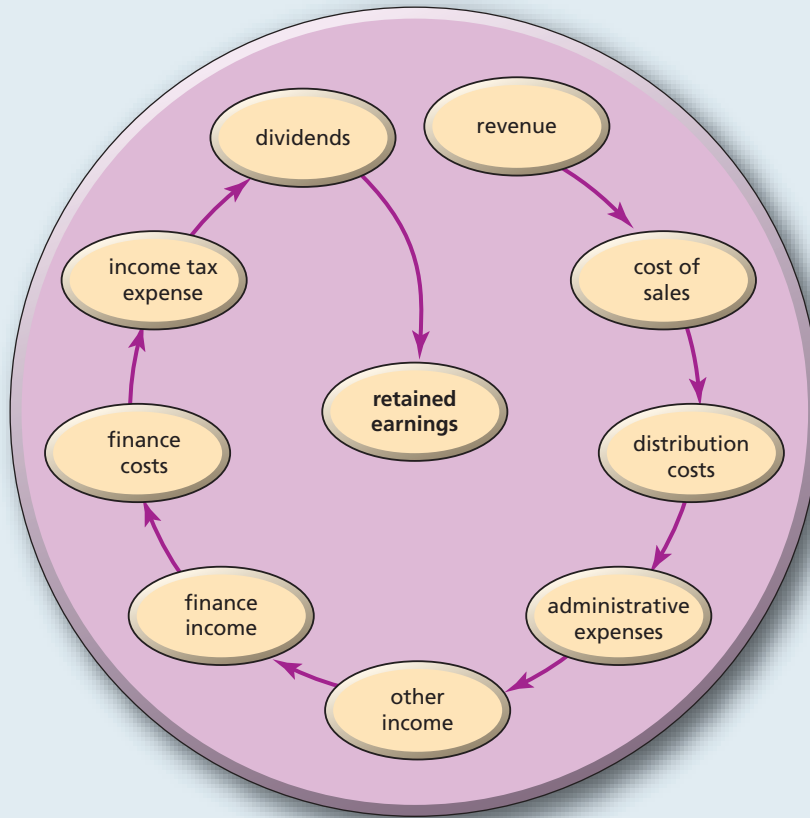 revenue
cost of
sales
distribution
costs
administrative
expenses
other
income
finance
income
finance
costs
income tax
expense
dividends
retained
earnings